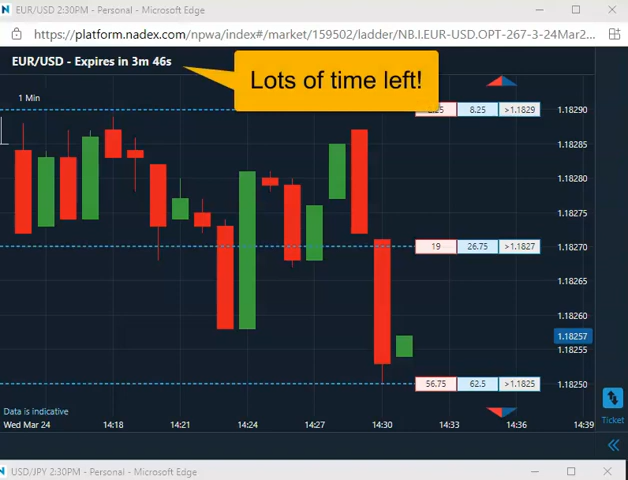 EUR/USD 2:30PM - Personal - Microsoft Edge
https://platform.nadex.com/npwa/index#/market/159502/ladder/NB.I.EUR-USD.OPT-267-3-24Mar2...
EUR/USD - Expires in 3m 46s
Lots of time left!
1 Min
8.25 >1.1829 1.18290
1.18285
1.18280
1.18275
19 26.75 >1.1827 1.18270
1.18265
1.18260
1.18257
1.18255
56.75 62.5 >1.1825 1.18250
Data is indicative
Wed Mar 24 14:18 14:21 14:24 14:27 14:30 14:33 14:36 14:39
Ticket
USD/JPY 2:30PM - Personal - Microsoft Edge